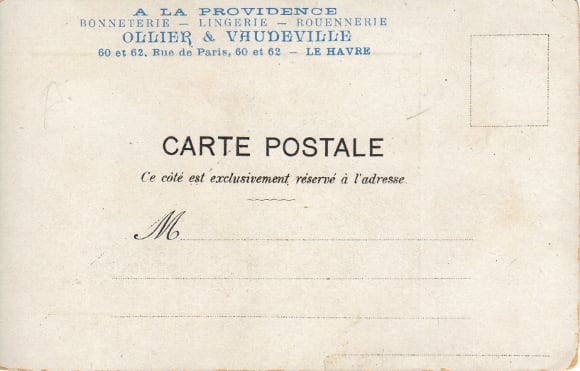 A LA PROVIDENCE
BONNETERIE — LINGERIE — ROUENNERIE
OLLIER & VAUDEVILLE
60 et 62, Rue de Paris, 60 et 62 — LE HAVRE
CARTE POSTALE
Ce côté est exclusivement réservé à l'adresse.
M